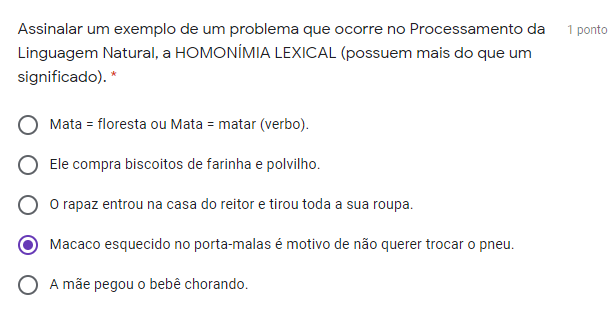 Assinalar um exemplo de um problema que ocorre no Processamento da 1 ponto
Linguagem Natural, a HOMONÍMIA LEXICAL (possuem mais do que um
significado). *
Mata = floresta ou Mata = matar (verbo).
Ele compra biscoitos de farinha e polvilho.
O rapaz entrou na casa do reitor e tirou toda a sua roupa.
Macaco esquecido no porta-malas é motivo de não querer trocar o pneu.
A mãe pegou o bebê chorando.